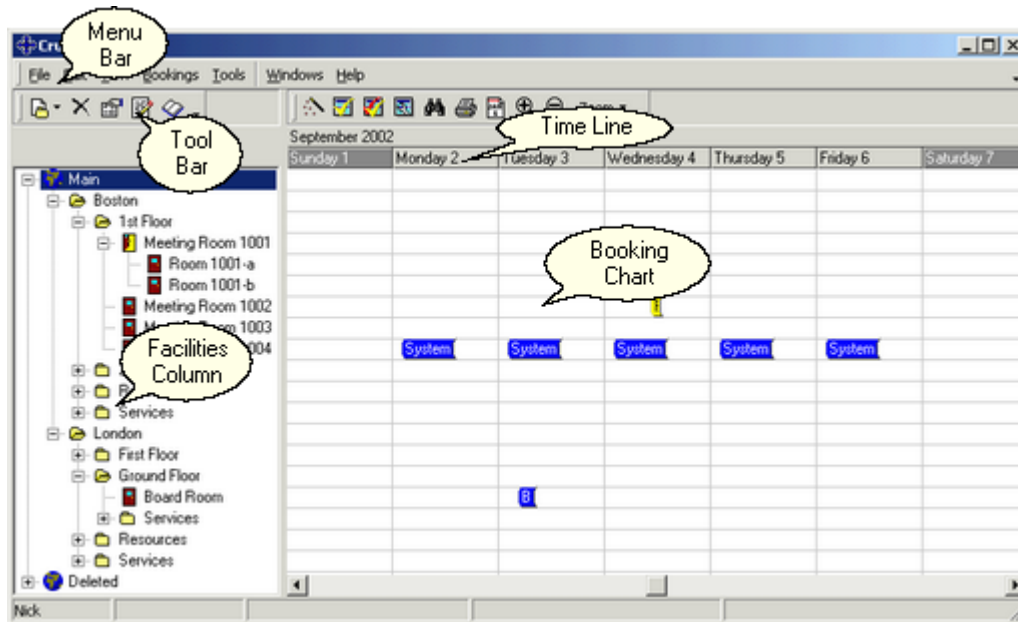 Menu
Bar
File
Bookings Tools Windows Help
Tool
Bar
Time Line
September 2002
Sunday 1 Monday 2 Tuesday 3 Wednesday 4 Thursday 5 Friday 6 Saturday 7
Main
Boston
1st Floor
Meeting Room 1001
Room 1001-a
Room 1001-b
Booking
Chart
Meeting Room 1002
1003
Facilities
Column
004
System System System System System
Services
London
First Floor
Ground Floor
Board Room
B
Services
Resources
Services
Deleted
Nick